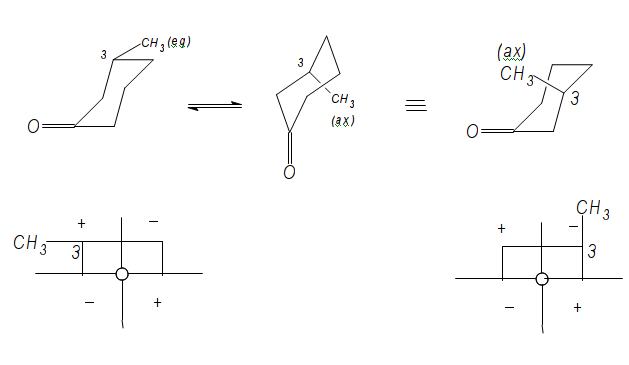 CH3 (eq)
3
O
3
CH3
(ax)
O
(ax)
CH3
3
O
+ −
CH3
3
− +
CH3
+ −
3
− +